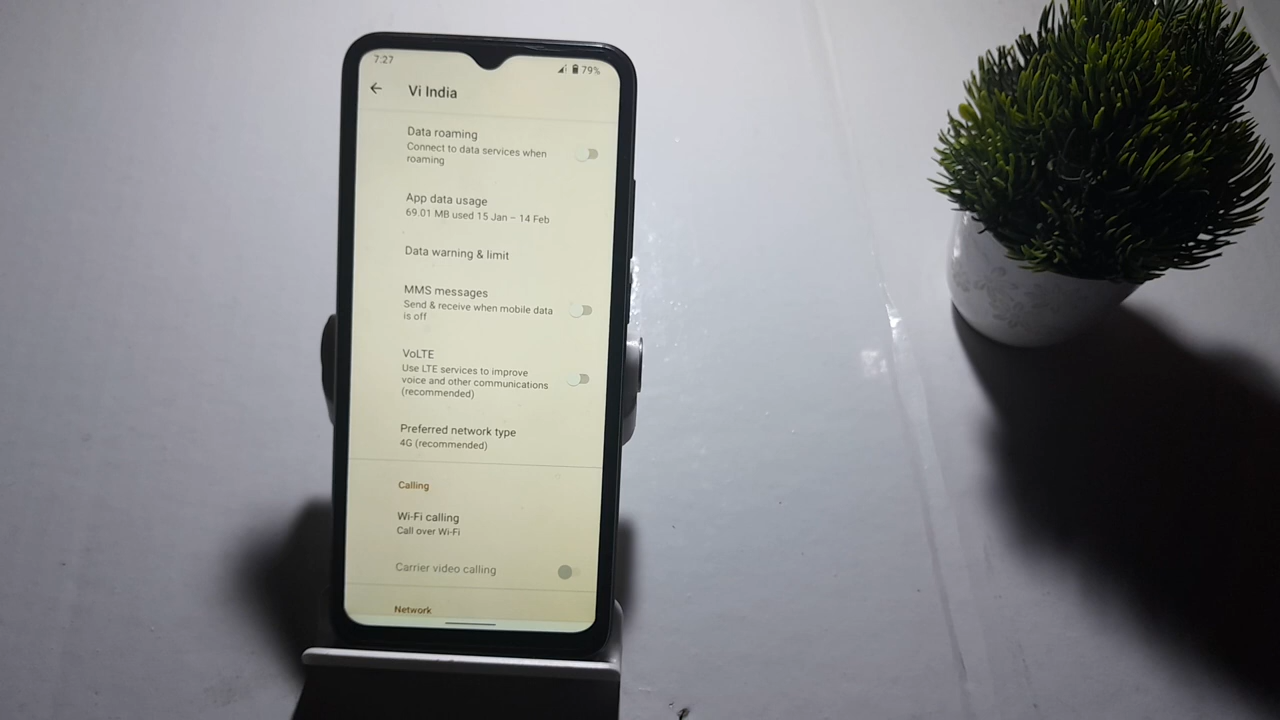 7:27
79%
Vi India
Data roaming
Connect to data services when
roaming
App data usage
69.01 MB used 15 Jan – 14 Feb
Data warning & limit
MMS messages
Send & receive when mobile data
is off
VoLTE
Use LTE services to improve
voice and other communications
(recommended)
Preferred network type
4G (recommended)
Calling
Wi-Fi calling
Call over Wi-Fi
Carrier video calling
Network